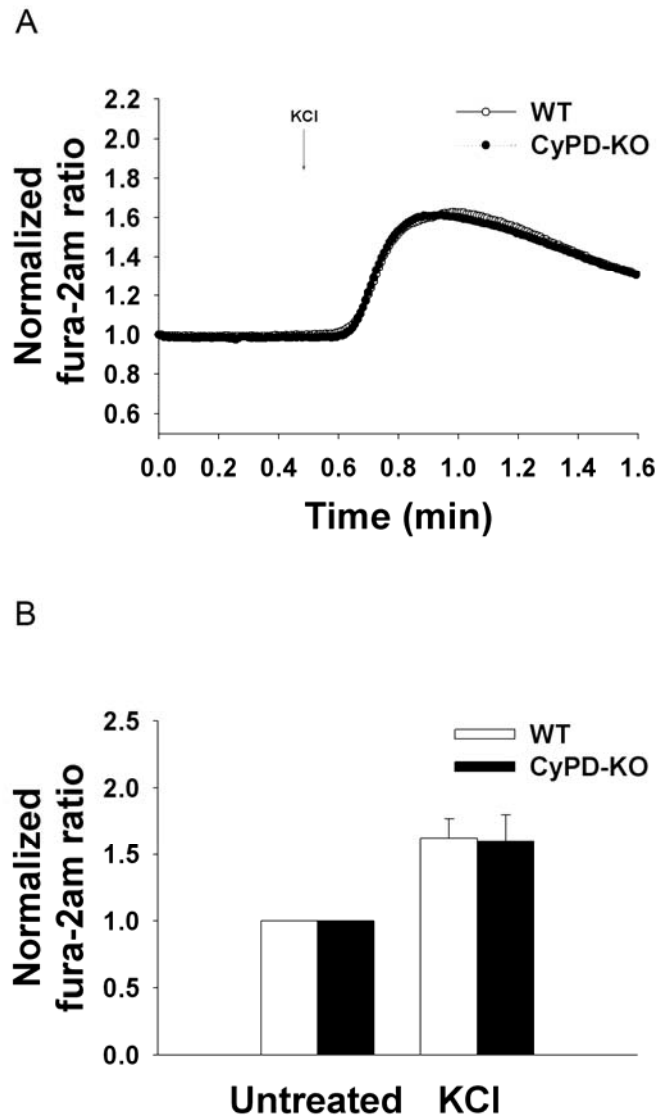 A
Normalized
fura-2am ratio
2.2
2.0
1.8
1.6
1.4
1.2
1.0
0.8
0.6
KCl
WT
CyPD-KO
0.0 0.2 0.4 0.6 0.8 1.0 1.2 1.4 1.6
Time (min)
B
Normalized
fura-2am ratio
2.5
2.0
1.5
1.0
0.5
0.0
WT
CyPD-KO
Untreated KCl